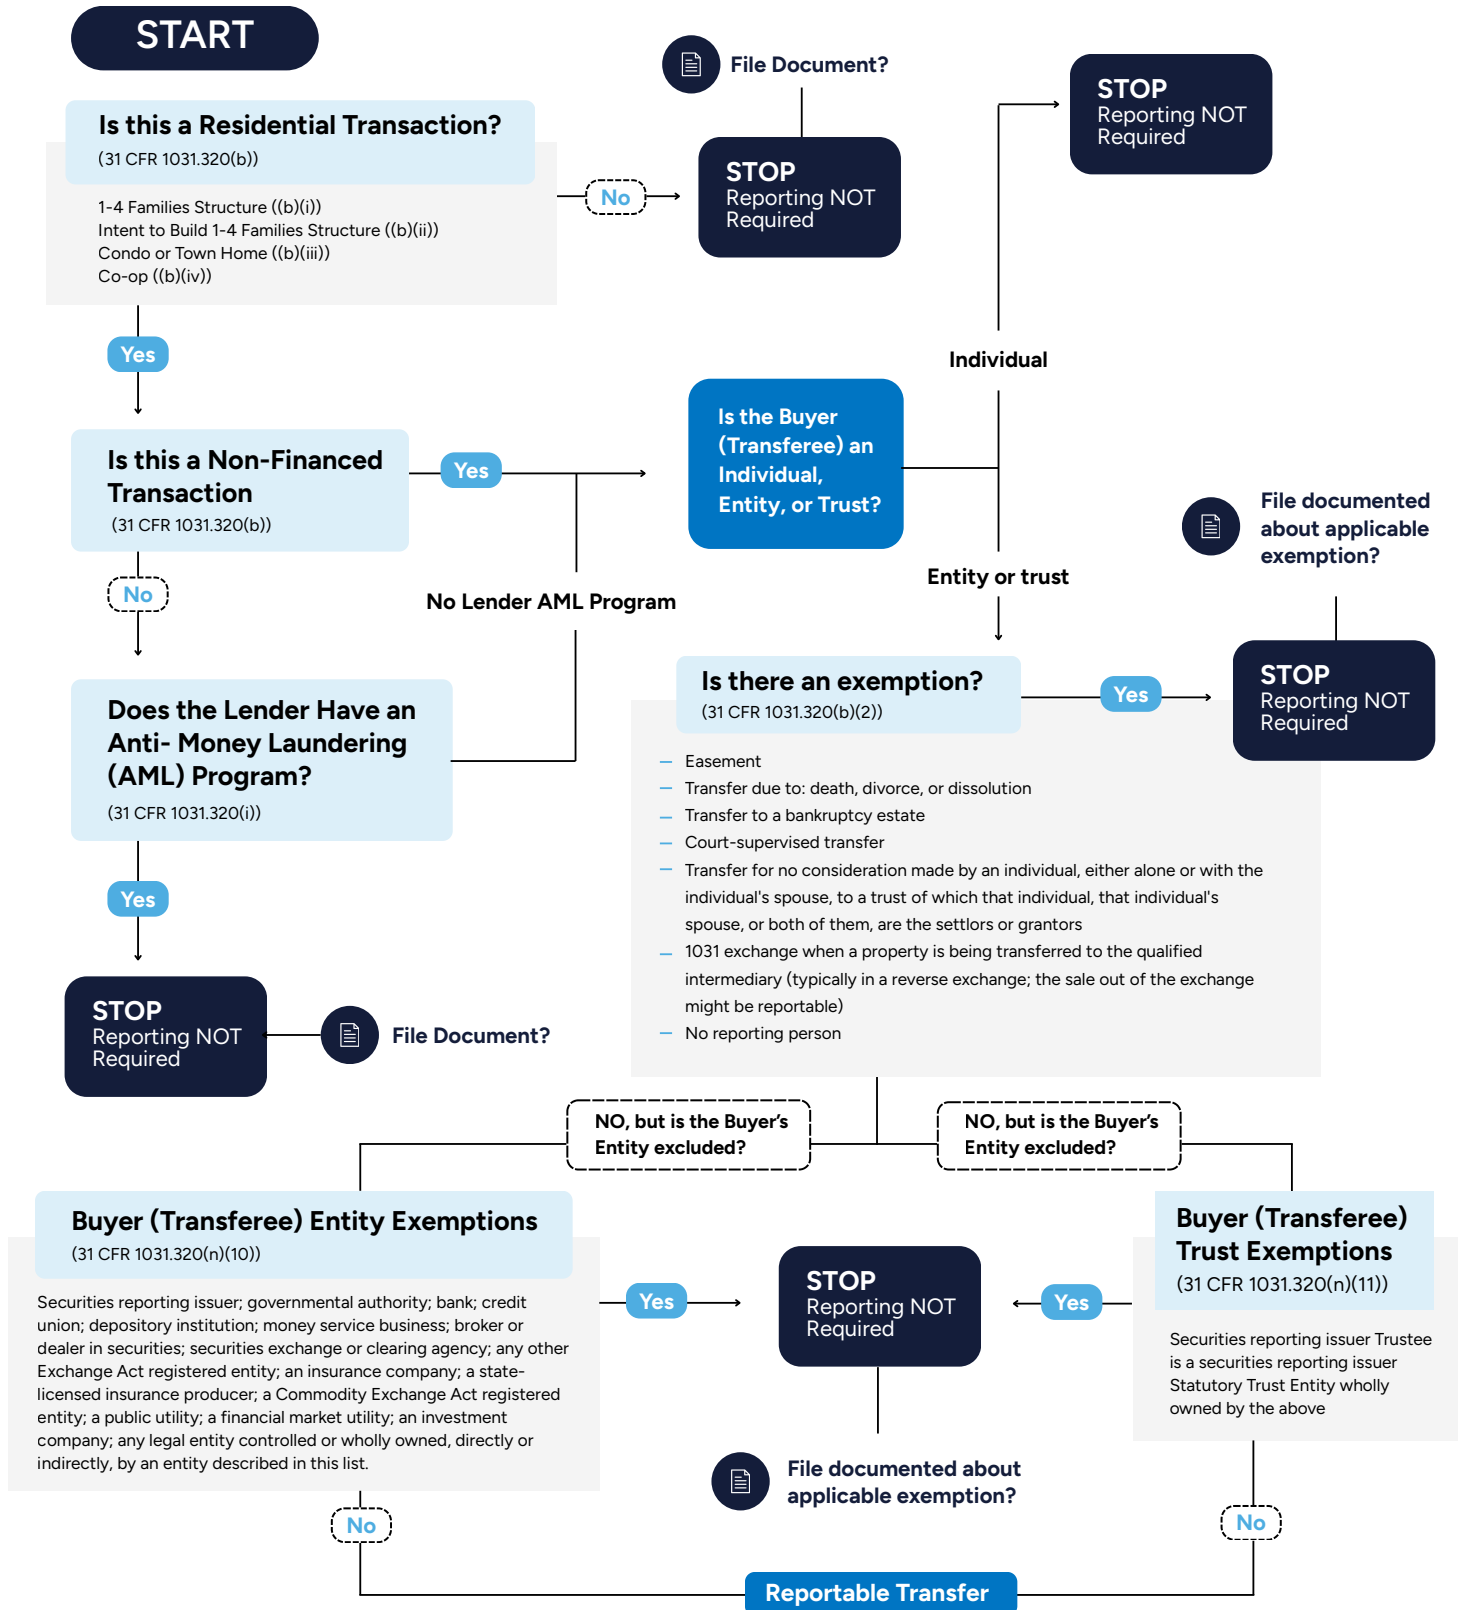 START
Is this a Residential Transaction?
(31 CFR 1031.320(b))
1-4 Families Structure ((b)(i))
Intent to Build 1-4 Families Structure ((b)(ii))
Condo or Town Home ((b)(iii))
Co-op ((b)(iv))
No
File Document?
STOP
Reporting NOT
Required
STOP
Reporting NOT
Required
Yes
Individual
Is this a Non-Financed
Transaction
(31 CFR 1031.320(b))
Yes
Is the Buyer
(Transferee) an
Individual,
Entity, or Trust?
No
No Lender AML Program
Entity or trust
File documented
about applicable
exemption?
Does the Lender Have an
Anti- Money Laundering
(AML) Program?
(31 CFR 1031.320(i))
Is there an exemption?
(31 CFR 1031.320(b)(2))
Yes
STOP
Reporting NOT
Required
– Easement
– Transfer due to: death, divorce, or dissolution
– Transfer to a bankruptcy estate
– Court-supervised transfer
– Transfer for no consideration made by an individual, either alone or with the
individual's spouse, to a trust of which that individual, that individual's
spouse, or both of them, are the settlors or grantors
– 1031 exchange when a property is being transferred to the qualified
intermediary (typically in a reverse exchange; the sale out of the exchange
might be reportable)
– No reporting person
Yes
STOP
Reporting NOT
Required
File Document?
NO, but is the Buyer's
Entity excluded?
NO, but is the Buyer's
Entity excluded?
Buyer (Transferee) Entity Exemptions
(31 CFR 1031.320(n)(10))
Securities reporting issuer; governmental authority; bank; credit
union; depository institution; money service business; broker or
dealer in securities; securities exchange or clearing agency; any other
Exchange Act registered entity; an insurance company; a state-
licensed insurance producer; a Commodity Exchange Act registered
entity; a public utility; a financial market utility; an investment
company; any legal entity controlled or wholly owned, directly or
indirectly, by an entity described in this list.
Yes
STOP
Reporting NOT
Required
Yes
Buyer (Transferee)
Trust Exemptions
(31 CFR 1031.320(n)(11))
Securities reporting issuer Trustee
is a securities reporting issuer
Statutory Trust Entity wholly
owned by the above
File documented about
applicable exemption?
No
No
Reportable Transfer